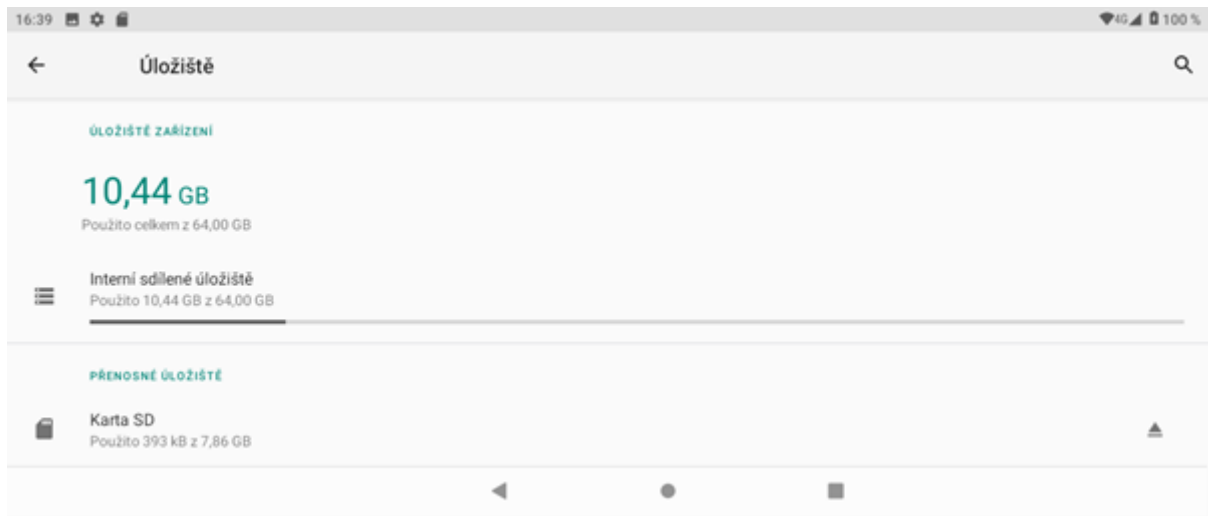 16:39
4G 100 %
Úložiště
ÚLOŽIŠTĚ ZAŘÍZENÍ
10,44 GB
Použito celkem z 64,00 GB
Interní sdílené úložiště
Použito 10,44 GB z 64,00 GB
PŘENOSNÉ ÚLOŽIŠTĚ
Karta SD
Použito 393 kB z 7,86 GB